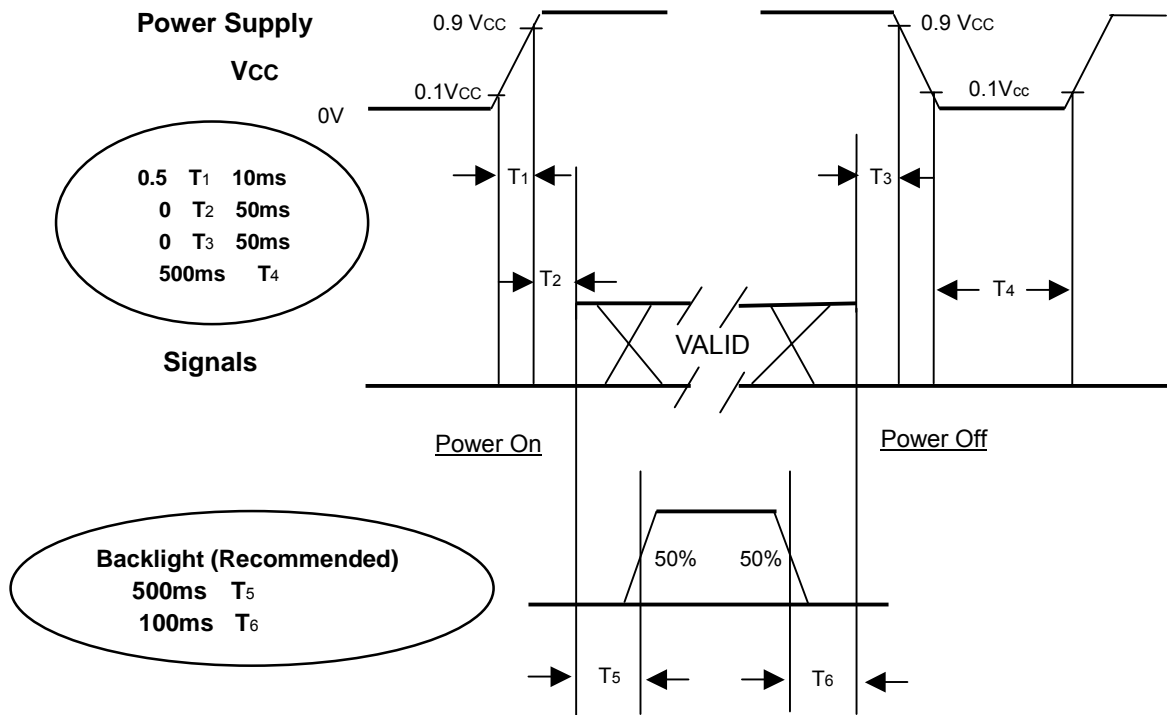 Power Supply
VCC
0.9 VCC
0.9 VCC
0.1VCC
0.1Vcc
0V
0.5 T1 10ms
0 T2 50ms
0 T3 50ms
500ms T4
T1
T3
T2
T4
VALID
Signals
Power On
Power Off
Backlight (Recommended)
500ms T5
100ms T6
50%
50%
T5
T6